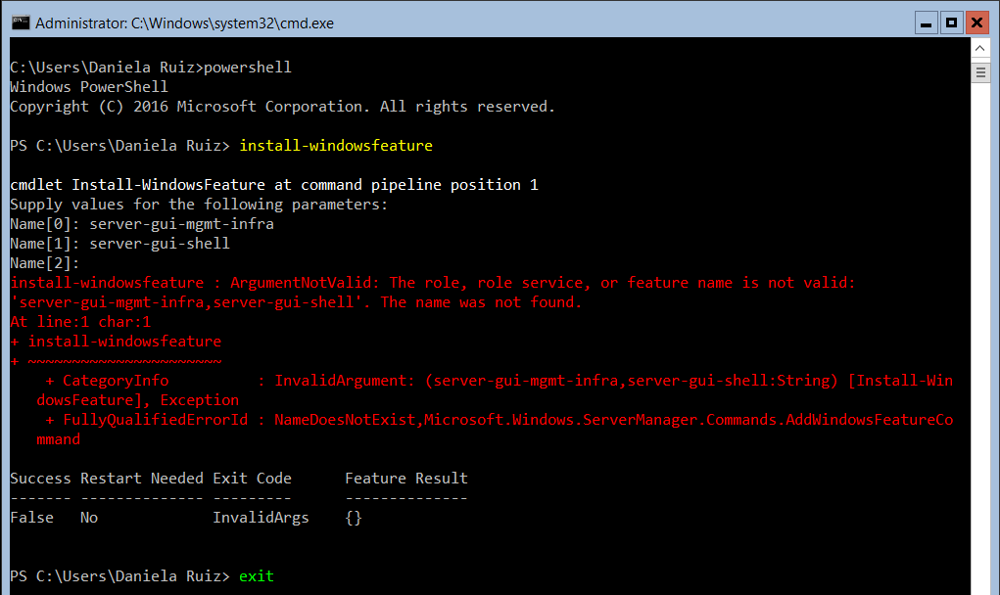 Administrator: C:\Windows\system32\cmd.exe
C:\Users\Daniela Ruiz>powershell
Windows PowerShell
Copyright (C) 2016 Microsoft Corporation. All rights reserved.
PS C:\Users\Daniela Ruiz> install-windowsfeature
cmdlet Install-WindowsFeature at command pipeline position 1
Supply values for the following parameters:
Name[0]: server-gui-mgmt-infra
Name[1]: server-gui-shell
Name[2]:
install-windowsfeature : ArgumentNotValid: The role, role service, or feature name is not valid:
'server-gui-mgmt-infra,server-gui-shell'. The name was not found.
At line:1 char:1
+ install-windowsfeature
+ ~~~~~~~~~~~~~~~~~~~~~~
+ CategoryInfo          : InvalidArgument: (server-gui-mgmt-infra,server-gui-shell:String) [Install-Win
dowsFeature], Exception
+ FullyQualifiedErrorId : NameDoesNotExist,Microsoft.Windows.ServerManager.Commands.AddWindowsFeatureCo
mmand
Success Restart Needed Exit Code      Feature Result
------- -------------- ---------      --------------
False   No             InvalidArgs    {}
PS C:\Users\Daniela Ruiz> exit